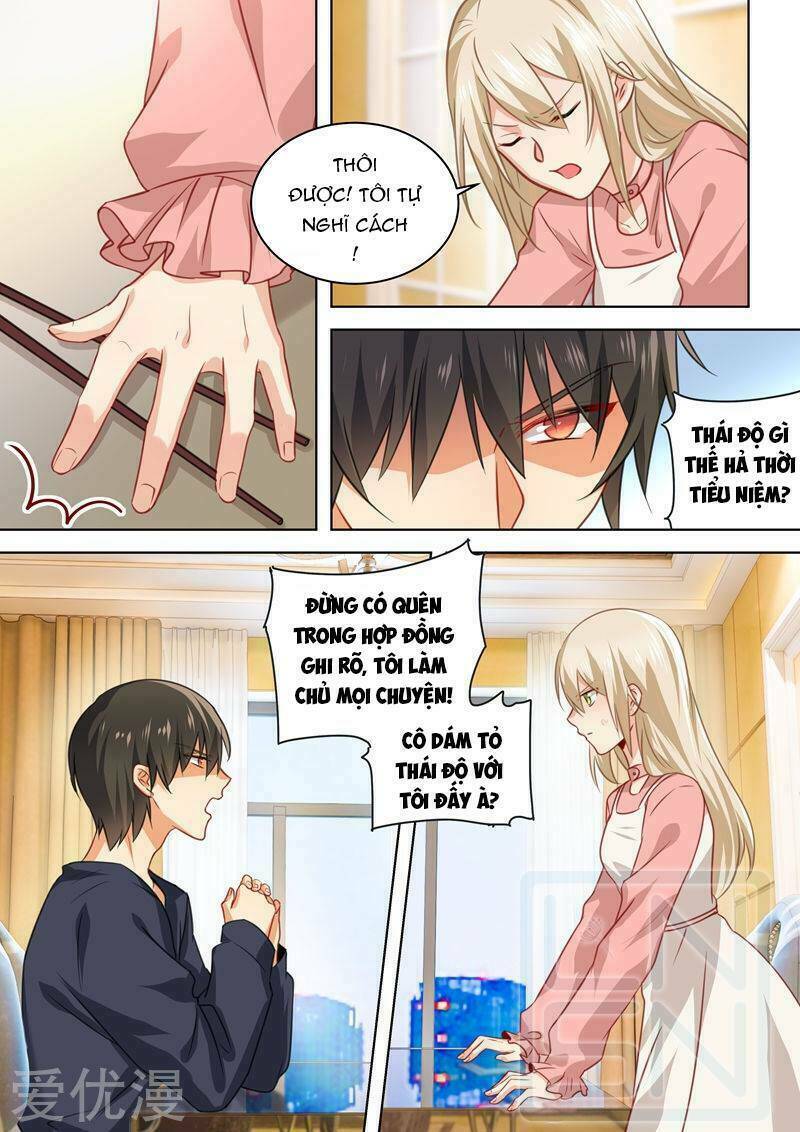 THÔI
ĐƯỢC! TÔI TỰ
NGHĨ CÁCH
!
THÁI ĐỘ GÌ
THẾ HẢ THỜI
TIỂU NIỆM?
ĐỪNG CÓ QUÊN
TRONG HỢP ĐỒNG
GHI RÕ, TÔI LÀM
CHỦ MỌI CHUYỆN!
CÔ DÁM TỎ
THÁI ĐỘ VỚI
TÔI ĐẤY À?
爱优漫